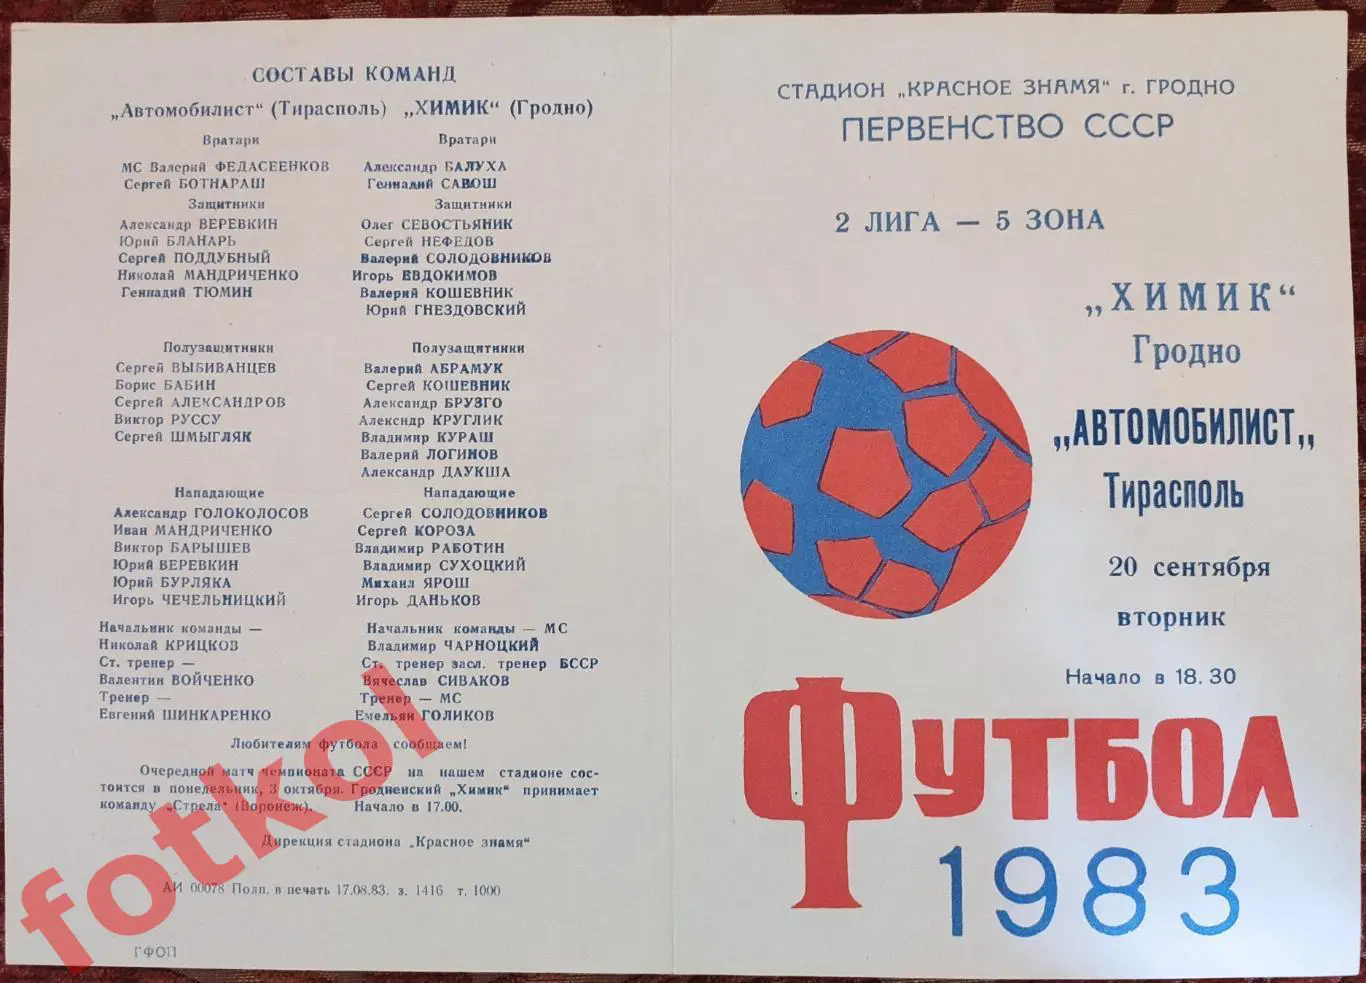 СОСТАВЫ КОМАНД
„Автомобилист“ (Тирасполь) „ХИМИК“ (Гродно)
Вратари Вратари
МС Валерий ФЕДАСЕЕНКОВ Александр БАЛУХА
Сергей БОТНАРАШ Геннадий САВОШ
Защитники Защитники
Александр ВЕРЕВКИН Олег СЕВОСТЬЯНИК
Юрий БЛАНАРЬ Сергей НЕФЕДОВ
Сергей ПОДДУБНЫЙ Валерий СОЛОДОВНИКОВ
Николай МАНДРИЧЕНКО Игорь ЕВДОКИМОВ
Геннадий ТЮМИН Валерий КОШЕВНИК
Юрий ГНЕЗДОВСКИЙ
Полузащитники Полузащитники
Сергей ВЫБИВАНЦЕВ Валерий АБРАМУК
Борис БАБИН Сергей КОШЕВНИК
Сергей АЛЕКСАНДРОВ Александр БРУЗГО
Виктор РУССУ Алексндр КРУГЛИК
Сергей ШМЫГЛЯК Владимир КУРАШ
Валерий ЛОГИНОВ
Александр ДАУКША
Нападающие Нападающие
Александр ГОЛОКОЛОСОВ Сергей СОЛОДОВНИКОВ
Иван МАНДРИЧЕНКО Сергей КОРОЗА
Виктор БАРЫШЕВ Владимир РАБОТИН
Юрий ВЕРЕВКИН Владимир СУХОЦКИЙ
Юрий БУРЛЯКА Михаил ЯРОШ
Игорь ЧЕЧЕЛЬНИЦКИЙ Игорь ДАНЬКОВ
Начальник команды — Начальник команды — МС
Николай КРИЦКОВ Владимир ЧАРНОЦКИЙ
Ст. тренер — Ст. тренер засл. тренер БССР
Валентин ВОЙЧЕНКО Вячеслав СИВАКОВ
Тренер — Тренер — МС
Евгений ШИНКАРЕНКО Емельян ГОЛИКОВ
Любителям футбола сообщаем!
Очередной матч чемпионата СССР на нашем стадионе сос-
тоится в понедельник, 3 октября. Гродненский „Химик“ принимает
команду „Стрела“ (Воронеж). Начало в 17.00.
Дирекция стадиона „Красное знамя“
АИ 00078 Подп. в печать 17.08.83. з. 1416 т. 1000
ГФОП
СТАДИОН „КРАСНОЕ ЗНАМЯ“ г. ГРОДНО
ПЕРВЕНСТВО СССР
2 ЛИГА — 5 ЗОНА
„ХИМИК“
Гродно
„АВТОМОБИЛИСТ„
Тирасполь
20 сентября
вторник
Начало в 18.30
ФУТБОЛ
1983
fotkol